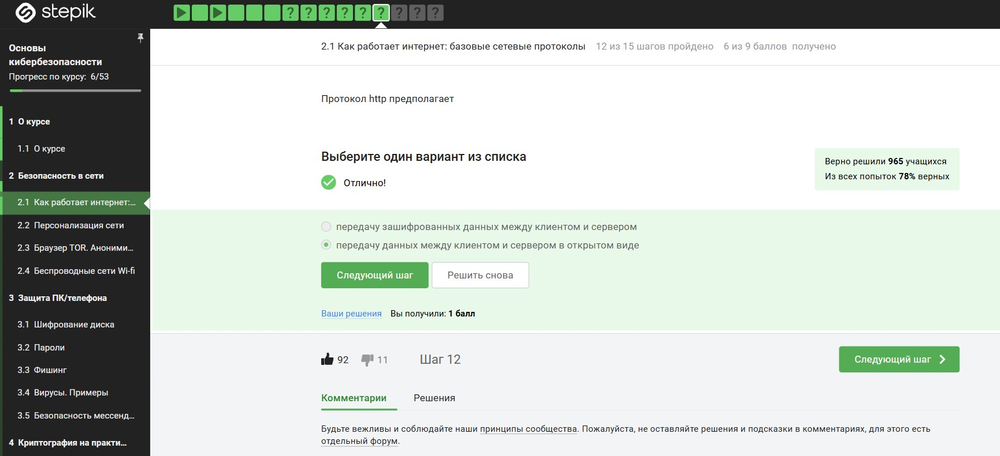 stepik
? ? ? ? ? ? ? ? ?
Основы
кибербезопасности
Прогресс по курсу: 6/53
1 О курсе
1.1 О курсе
2 Безопасность в сети
2.1 Как работает интернет:...
2.2 Персонализация сети
2.3 Браузер TOR. Аноними...
2.4 Беспроводные сети Wi-fi
3 Защита ПК/телефона
3.1 Шифрование диска
3.2 Пароли
3.3 Фишинг
3.4 Вирусы. Примеры
3.5 Безопасность мессенд...
4 Криптография на практи...
2.1 Как работает интернет: базовые сетевые протоколы 12 из 15 шагов пройдено 6 из 9 баллов получено
Протокол http предполагает
Выберите один вариант из списка
Отлично!
Верно решили 965 учащихся
Из всех попыток 78% верных
передачу зашифрованных данных между клиентом и сервером
передачу данных между клиентом и сервером в открытом виде
Следующий шаг Решить снова
Ваши решения Вы получили: 1 балл
92 11 Шаг 12 Следующий шаг
Комментарии Решения
Будьте вежливы и соблюдайте наши принципы сообщества. Пожалуйста, не оставляйте решения и подсказки в комментариях, для этого есть
отдельный форум.